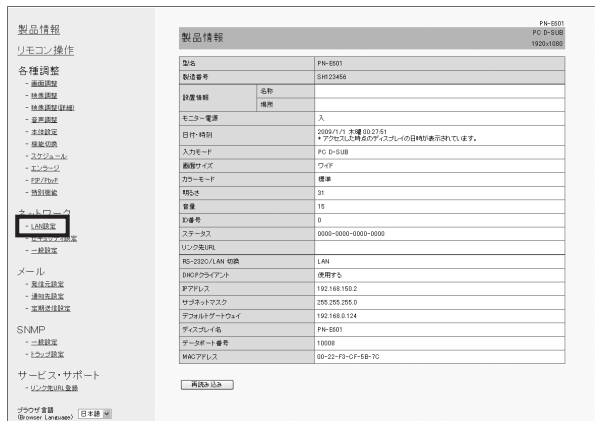 製品情報
リモコン操作
各種調整
- 画面調整
- 映像調整
- 映像調整(詳細)
- 音声調整
- 本体設定
- 機能切換
- スケジュール
- エンラージ
- PIP/PbyP
- 特別機能
ネットワーク
- LAN設定
- セキュリティ設定
- 一般設定
メール
- 発信元設定
- 通知先設定
- 定期送信設定
SNMP
- 一般設定
- トラップ設定
サービス・サポート
- リンク先URL登録
ブラウザ言語
(Browser Language) 日本語
製品情報
PN-E601
PC D-SUB
1920x1080
型名 PN-E601
製造番号 SH123456
設置情報 名称
場所
モニター電源 入
日付・時刻 2009/1/1 木曜 00:27:51
* アクセスした時点のディスプレイの日時が表示されています。
入力モード PC D-SUB
画面サイズ ワイド
カラーモード 標準
明るさ 31
音量 15
ID番号 0
ステータス 0000-0000-0000-0000
リンク先URL
RS-232C/LAN 切換 LAN
DHCPクライアント 使用する
IPアドレス 192.168.150.2
サブネットマスク 255.255.255.0
デフォルトゲートウェイ 192.168.0.124
ディスプレイ名 PN-E601
データポート番号 10008
MACアドレス 00-22-F3-CF-5B-7C
再読み込み